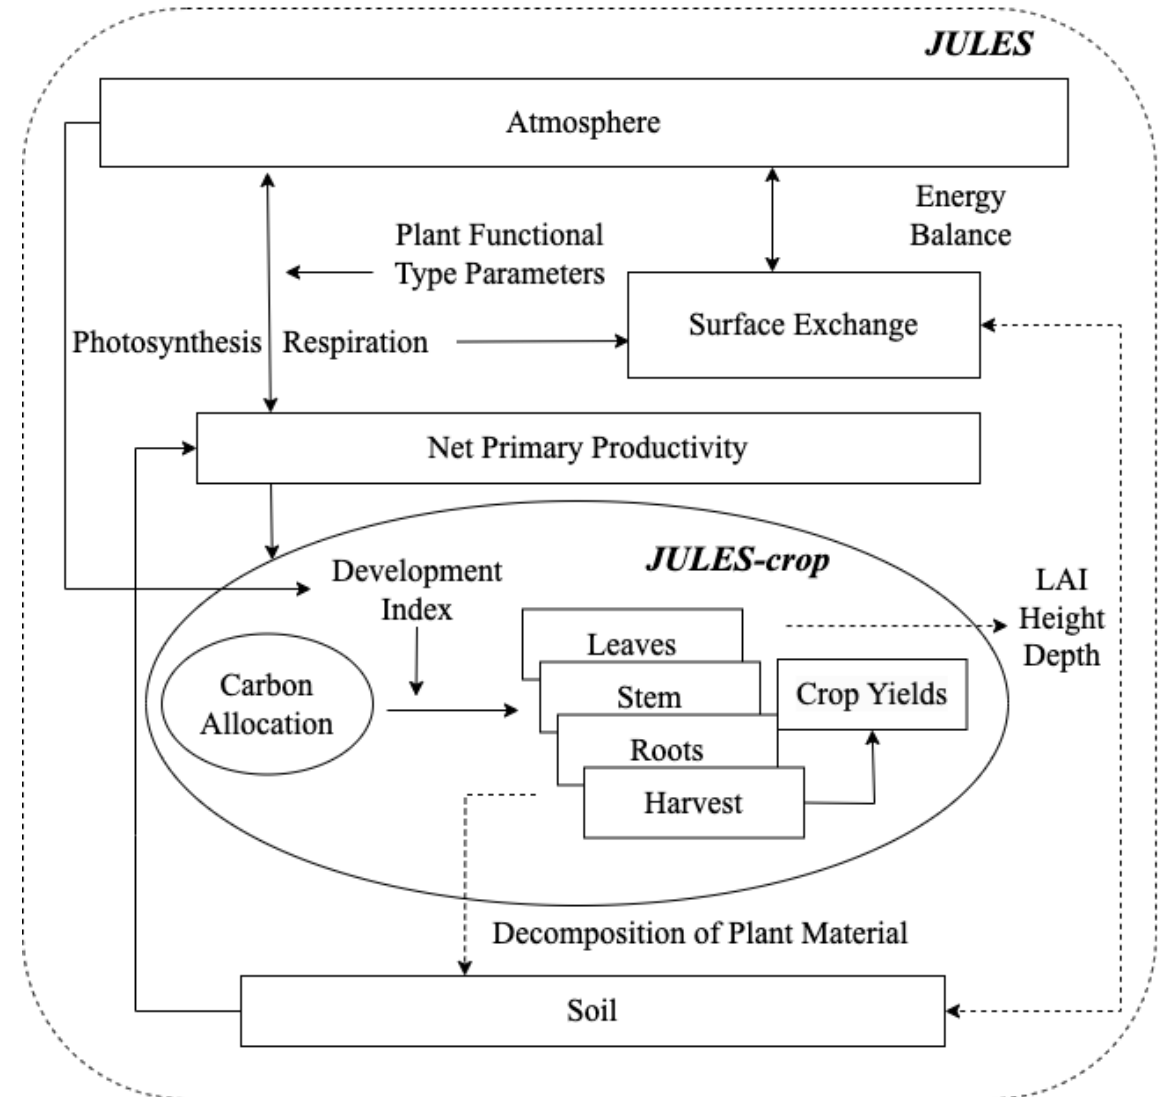 JULES
Atmosphere
Energy
Balance
Plant Functional
Type Parameters
Surface Exchange
Photosynthesis
Respiration
Net Primary Productivity
JULES-crop
Development
Index
LAI
Height
Depth
Leaves
Carbon
Allocation
Stem
Crop Yields
Roots
Harvest
Decomposition of Plant Material
Soil